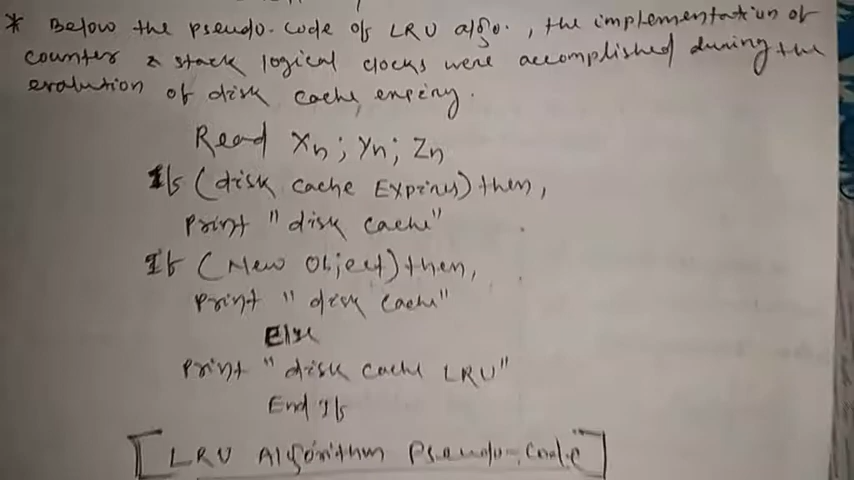 * Below the pseudo-code of LRU algo., the implementation of
counter & stack logical clocks were accomplished during the
evalution of disk cache expiry.
Read Xn ; Yn ; Zn
If (disk cache Expires) then,
print "disk cache"
If (New Object) then,
print "disk cache"
Else
print "disk cache LRU"
End If
[LRU Algorithm Pseudo-code]